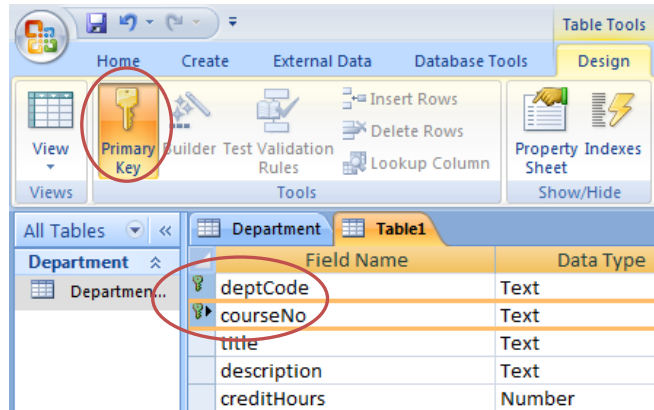 Table Tools
Home Create External Data Database Tools Design
View Primary Key Builder Test Validation Rules Insert Rows Delete Rows Lookup Column Property Sheet Indexes
Views Tools Show/Hide
All Tables « Department Table1
Department Field Name Data Type
Departmen... deptCode Text
courseNo Text
title Text
description Text
creditHours Number